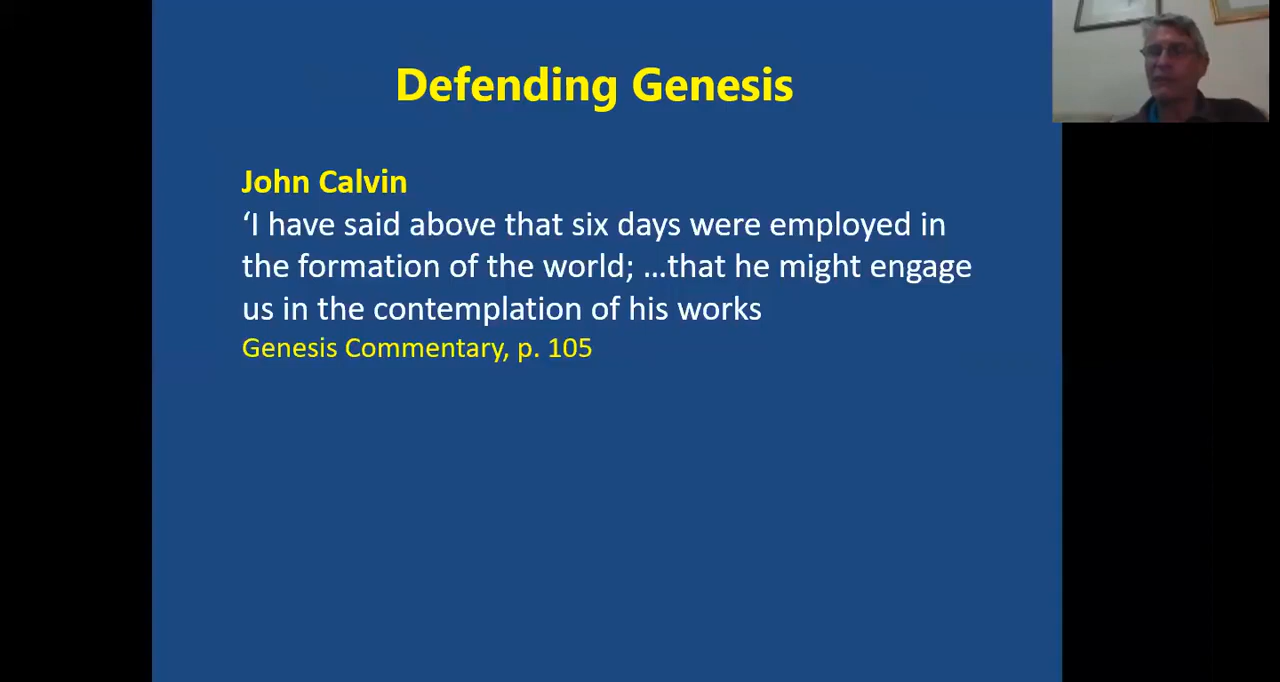 Defending Genesis
John Calvin
‘I have said above that six days were employed in
the formation of the world; …that he might engage
us in the contemplation of his works
Genesis Commentary, p. 105